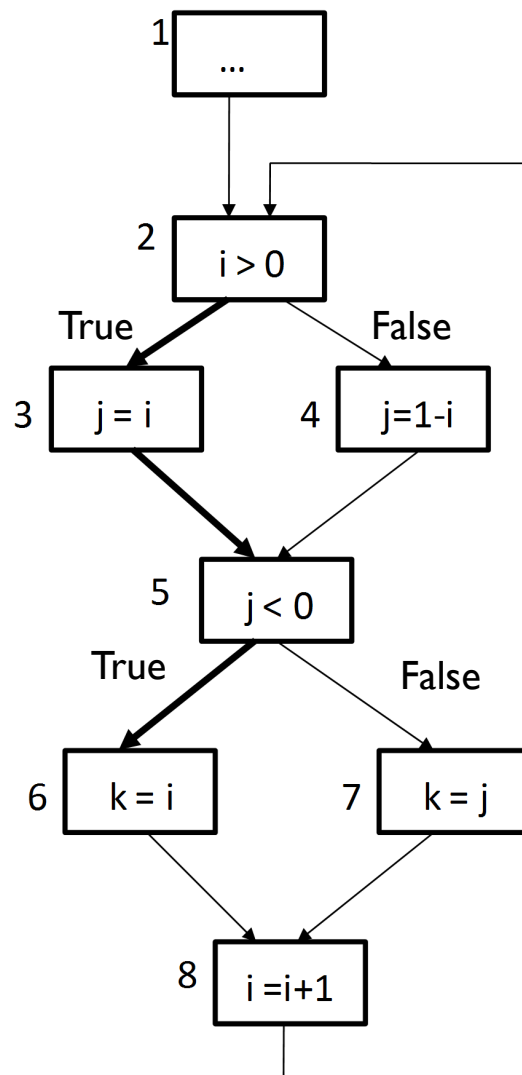 1
...
2
i > 0
True
False
3
j = i
4
j=1-i
5
j < 0
True
False
6
k = i
7
k = j
8
i =i+1